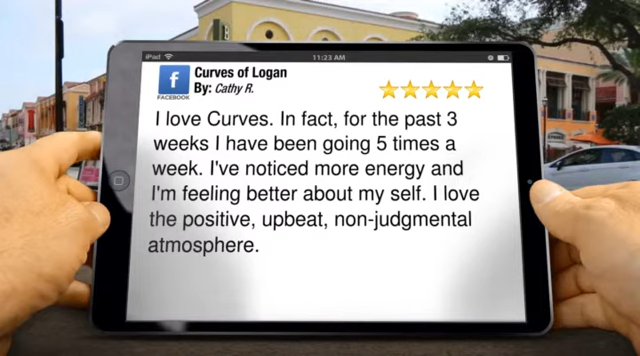 iPad
11:23 AM
f
FACEBOOK
Curves of Logan
By: Cathy R.
I love Curves. In fact, for the past 3
weeks I have been going 5 times a
week. I've noticed more energy and
I'm feeling better about my self. I love
the positive, upbeat, non-judgmental
atmosphere.